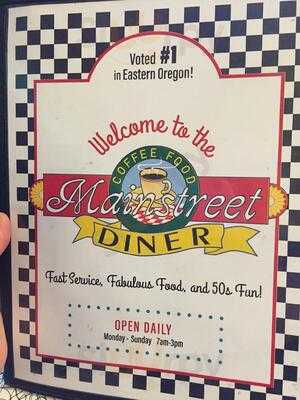 Voted #1
in Eastern Oregon!
Welcome to the
COFFEE FOOD
Mainstreet
DINER
Fast Service, Fabulous Food, and 50s Fun!
OPEN DAILY
Monday - Sunday 7am-3pm